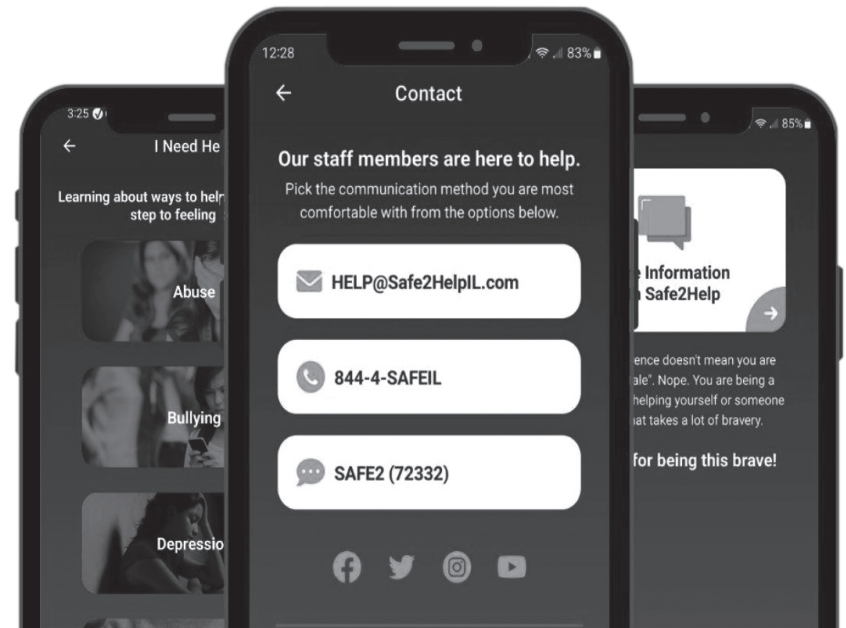 3:25
I Need He
Learning about ways to help
step to feeling
Abuse
Bullying
Depressio
12:28
83%
Contact
Our staff members are here to help.
Pick the communication method you are most
comfortable with from the options below.
HELP@Safe2HelpIL.com
844-4-SAFEIL
SAFE2 (72332)
85%
e Information
Safe2Help
ence doesn't mean you are
ale". Nope. You are being a
helping yourself or someone
hat takes a lot of bravery.
for being this brave!